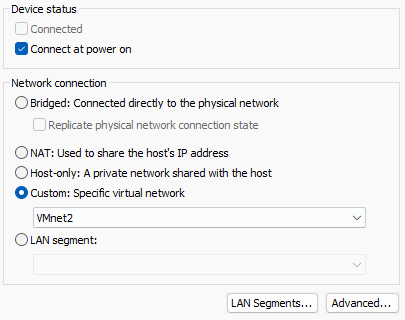 Device status
Connected
Connect at power on
Network connection
Bridged: Connected directly to the physical network
Replicate physical network connection state
NAT: Used to share the host's IP address
Host-only: A private network shared with the host
Custom: Specific virtual network
VMnet2
LAN segment:
LAN Segments... Advanced...